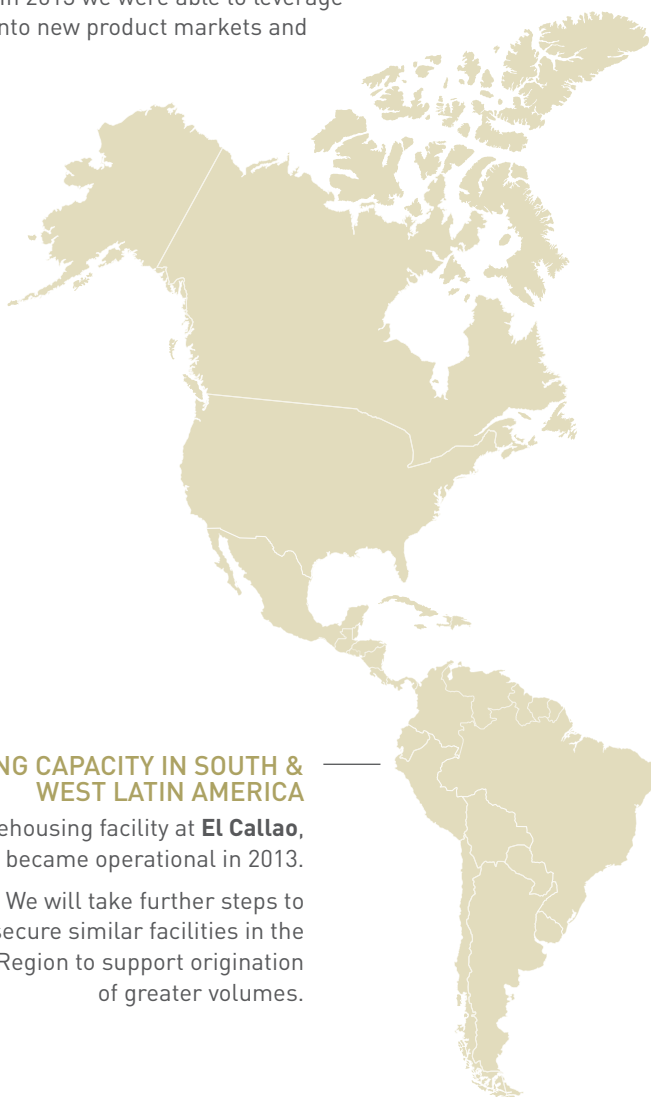 in 2013 we were able to leverage
into new product markets and
NG CAPACITY IN SOUTH &
WEST LATIN AMERICA
ehousing facility at El Callao,
became operational in 2013.
We will take further steps to
secure similar facilities in the
Region to support origination
of greater volumes.